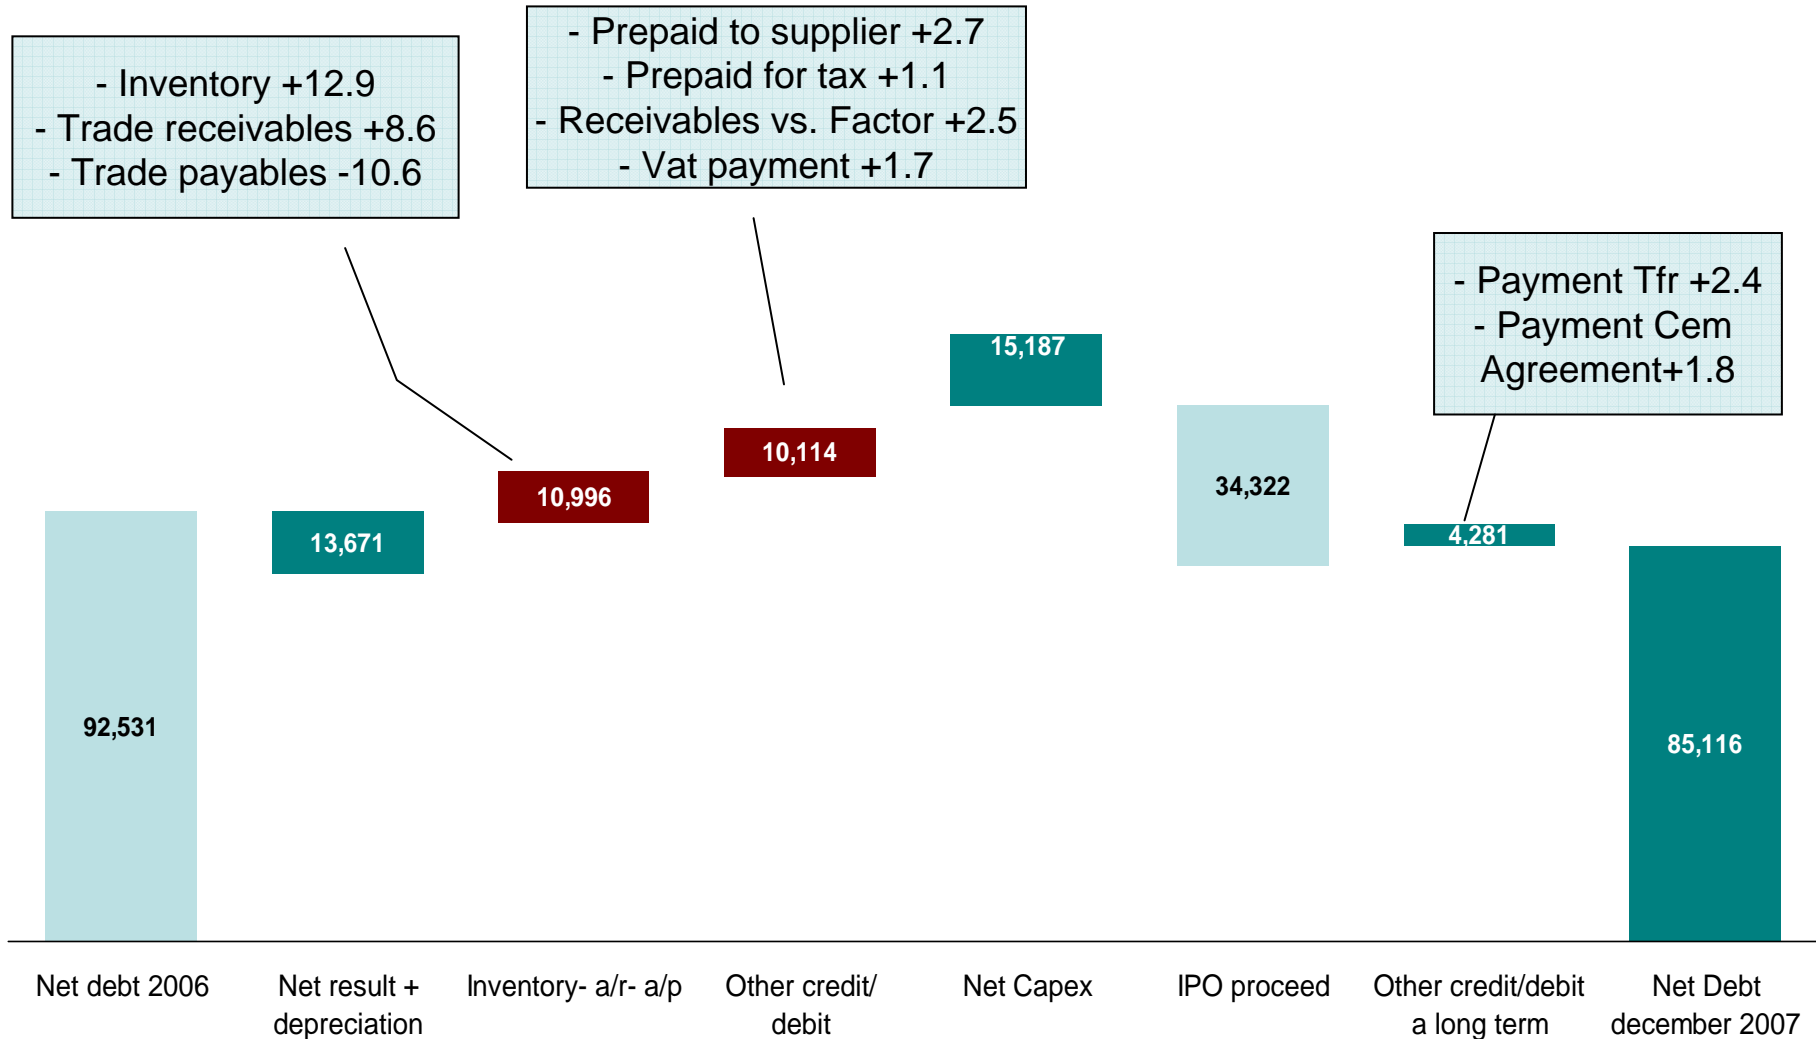 - Inventory +12.9
- Trade receivables +8.6
- Trade payables -10.6
- Prepaid to supplier +2.7
- Prepaid for tax +1.1
- Receivables vs. Factor +2.5
- Vat payment +1.7
- Payment Tfr +2.4
- Payment Cem
Agreement+1.8
92,531
13,671
10,996
10,114
15,187
34,322
4,281
85,116
Net debt 2006
Net result +
depreciation
Inventory- a/r- a/p
Other credit/
debit
Net Capex
IPO proceed
Other credit/debit
a long term
Net Debt
december 2007